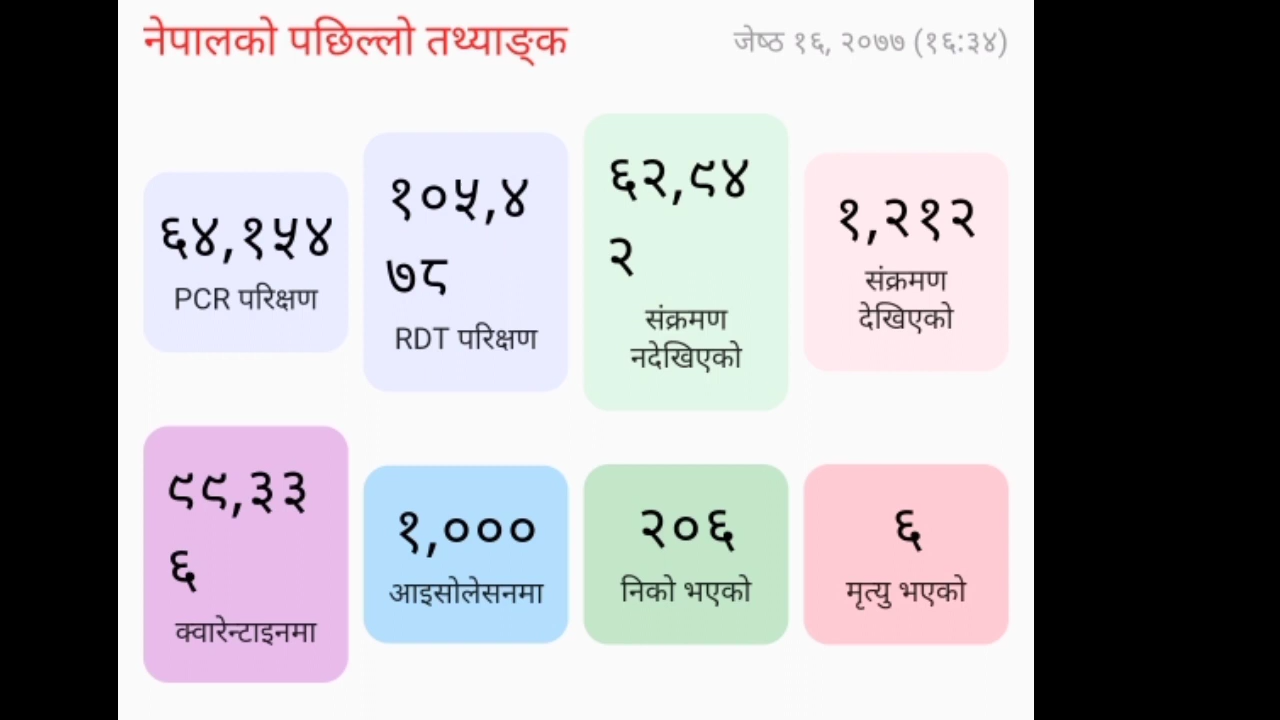 नेपालको पछिल्लो तथ्याङ्क
जेष्ठ १६, २०७७ (१६:३४)
६४,१५४
PCR परिक्षण
१०५,४
७८
RDT परिक्षण
६२,९४
२
संक्रमण
नदेखिएको
१,२१२
संक्रमण
देखिएको
९९,३३
६
क्वारेन्टाइनमा
१,०००
आइसोलेसनमा
२०६
निको भएको
६
मृत्यु भएको